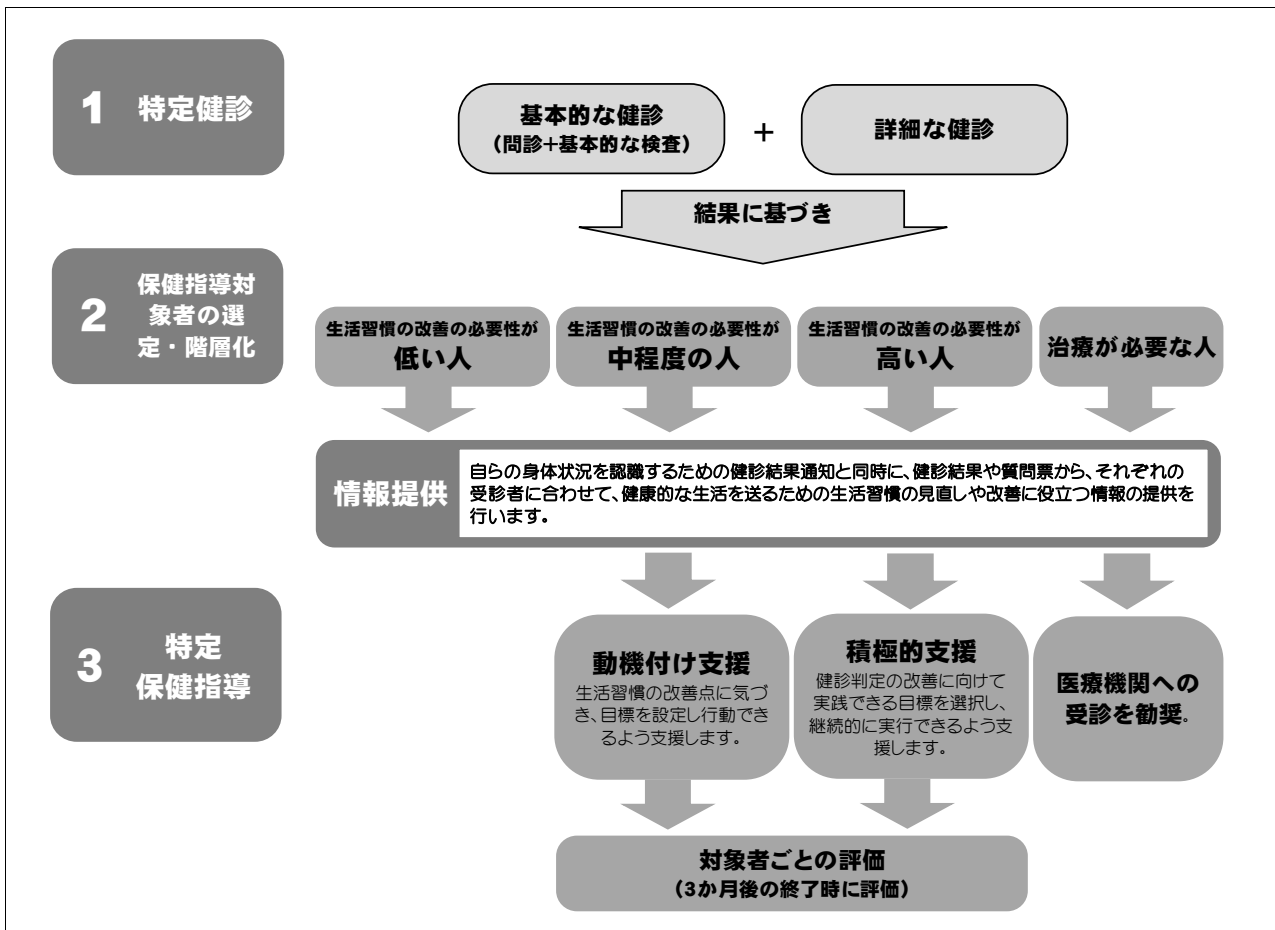 1 特定健診
基本的な健診
(問診+基本的な検査)
+
詳細な健診
結果に基づき
2
保健指導対
象者の選
定・階層化
生活習慣の改善の必要性が
低い人
生活習慣の改善の必要性が
中程度の人
生活習慣の改善の必要性が
高い人
治療が必要な人
情報提供
自らの身体状況を認識するための健診結果通知と同時に、健診結果や質問票から、それぞれの
受診者に合わせて、健康的な生活を送るための生活習慣の見直しや改善に役立つ情報の提供を
行います。
3
特定
保健指導
動機付け支援
生活習慣の改善点に気づ
き、目標を設定し行動でき
るよう支援します。
積極的支援
健診判定の改善に向けて
実践できる目標を選択し、
継続的に実行できるよう支
援します。
医療機関への
受診を勧奨。
対象者ごとの評価
(3か月後の終了時に評価)